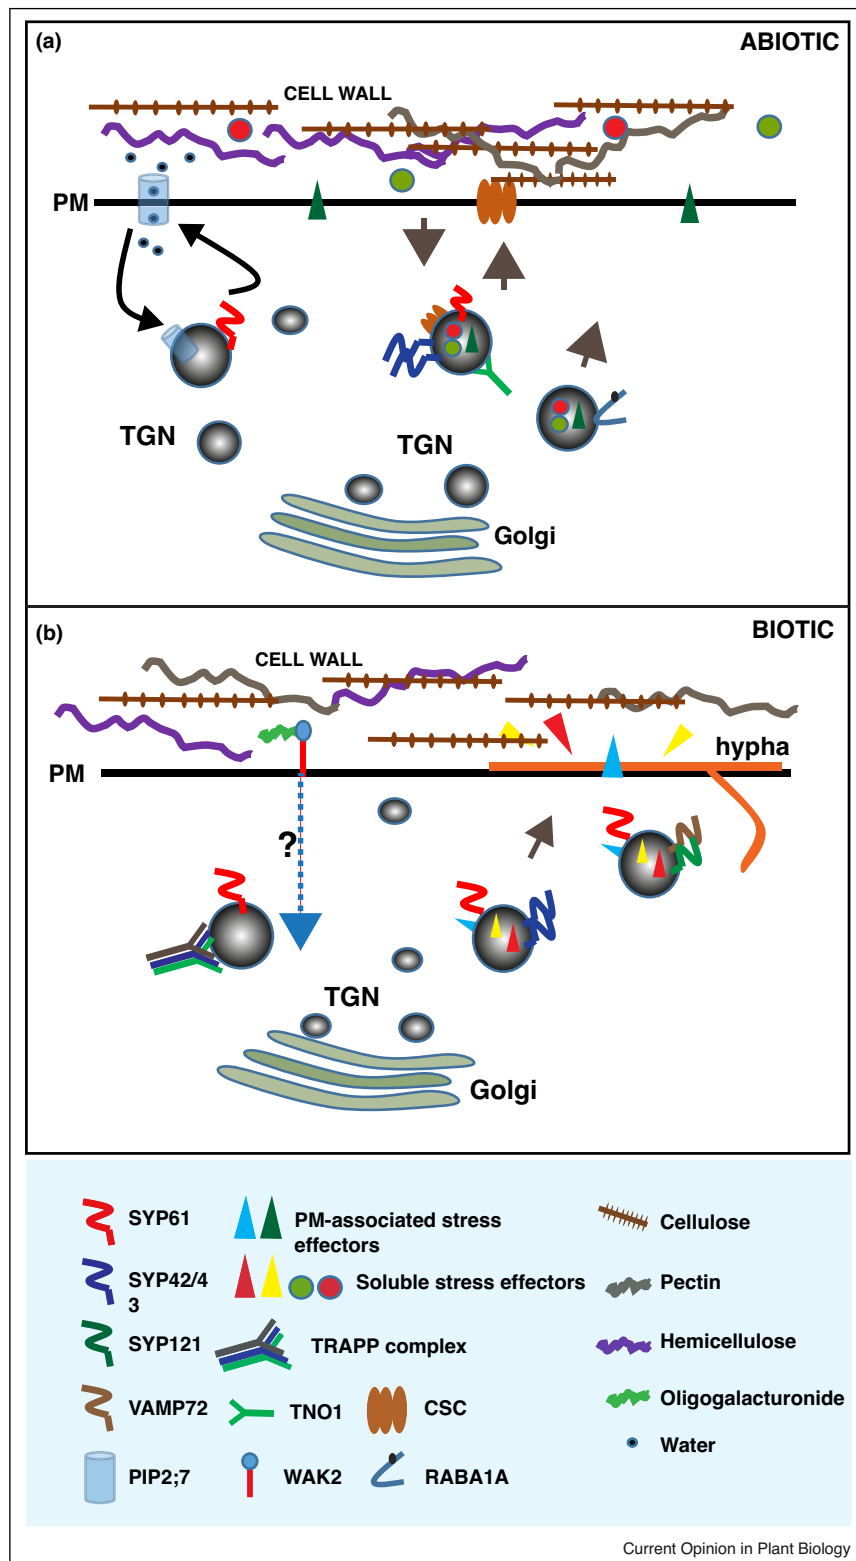 (a)
ABIOTIC
CELL WALL
PM
TGN
TGN
Golgi
(b)
BIOTIC
CELL WALL
hypha
PM
?
TGN
Golgi
SYP61
PM-associated stress
effectors
Cellulose
SYP42/4
3
Soluble stress effectors
Pectin
SYP121
TRAPP complex
Hemicellulose
VAMP72
TNO1
CSC
Oligogalacturonide
Water
PIP2;7
WAK2
RABA1A
Current Opinion in Plant Biology